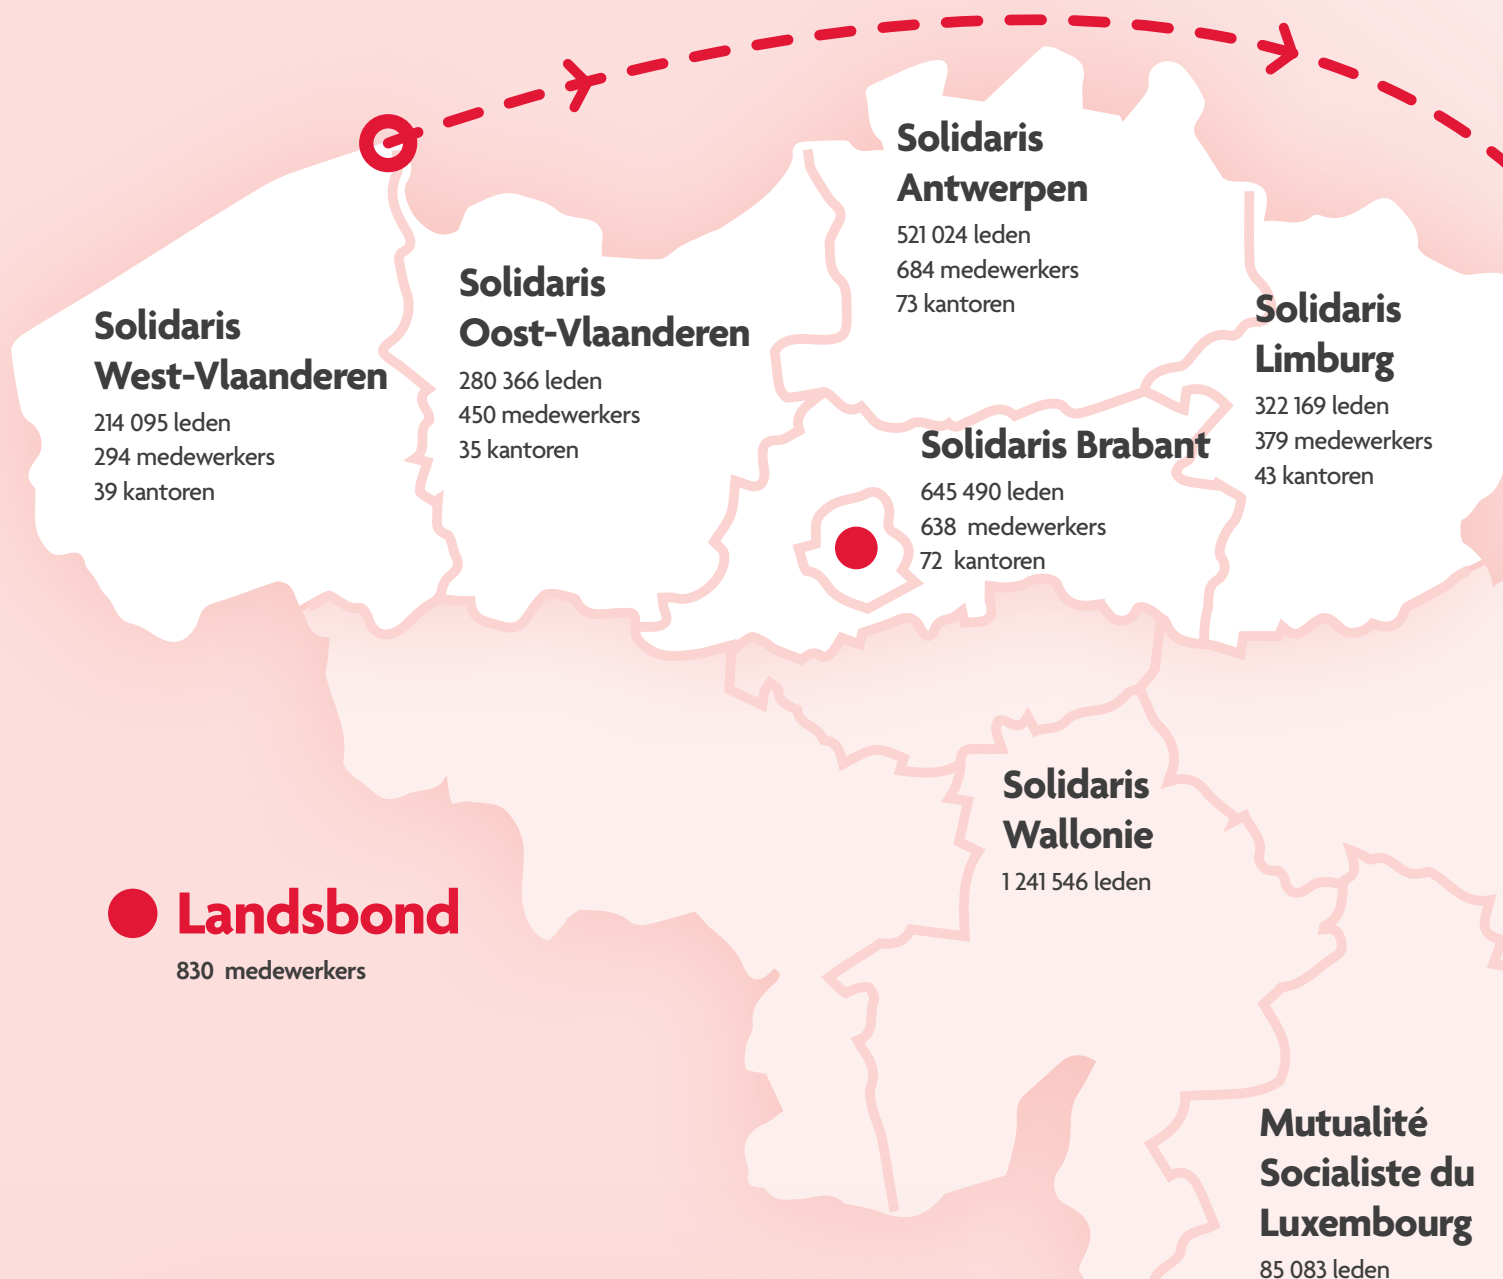 Solidaris
Antwerpen
521 024 leden
684 medewerkers
73 kantoren
Solidaris
Oost-Vlaanderen
280 366 leden
450 medewerkers
35 kantoren
Solidaris
West-Vlaanderen
214 095 leden
294 medewerkers
39 kantoren
Solidaris
Limburg
322 169 leden
379 medewerkers
43 kantoren
Solidaris Brabant
645 490 leden
638 medewerkers
72 kantoren
Solidaris
Wallonie
1 241 546 leden
Landsbond
830 medewerkers
Mutualité
Socialiste du
Luxembourg
85 083 leden